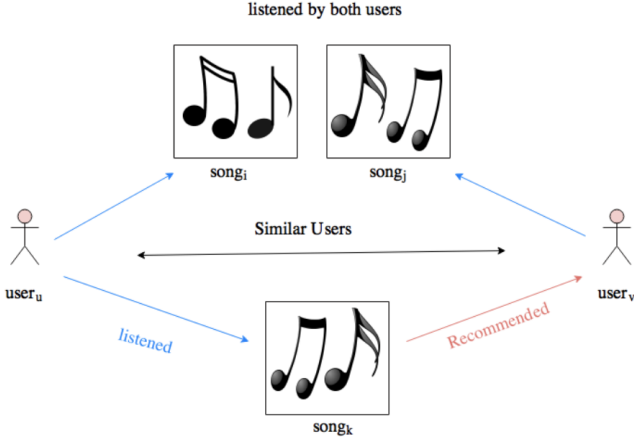 listened by both users
song_i
song_j
Similar Users
user_u
user_v
listened
Recommended
song_k